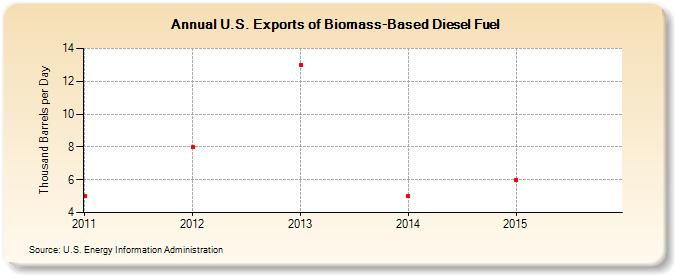 Annual U.S. Exports of Biomass-Based Diesel Fuel
Thousand Barrels per Day
14
12
10
8
6
4
2011 2012 2013 2014 2015
Source: U.S. Energy Information Administration